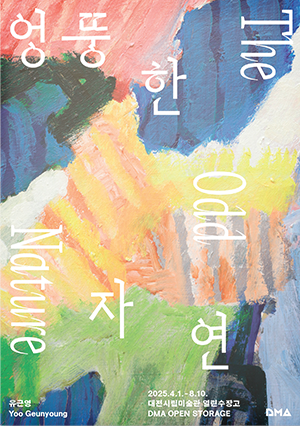 엉뚱한
자연
The
Odd
Nature
유근영
Yoo Geunyoung
2025.4.1. - 8.10.
대전시립미술관 열린수장고
DMA OPEN STORAGE
DMA